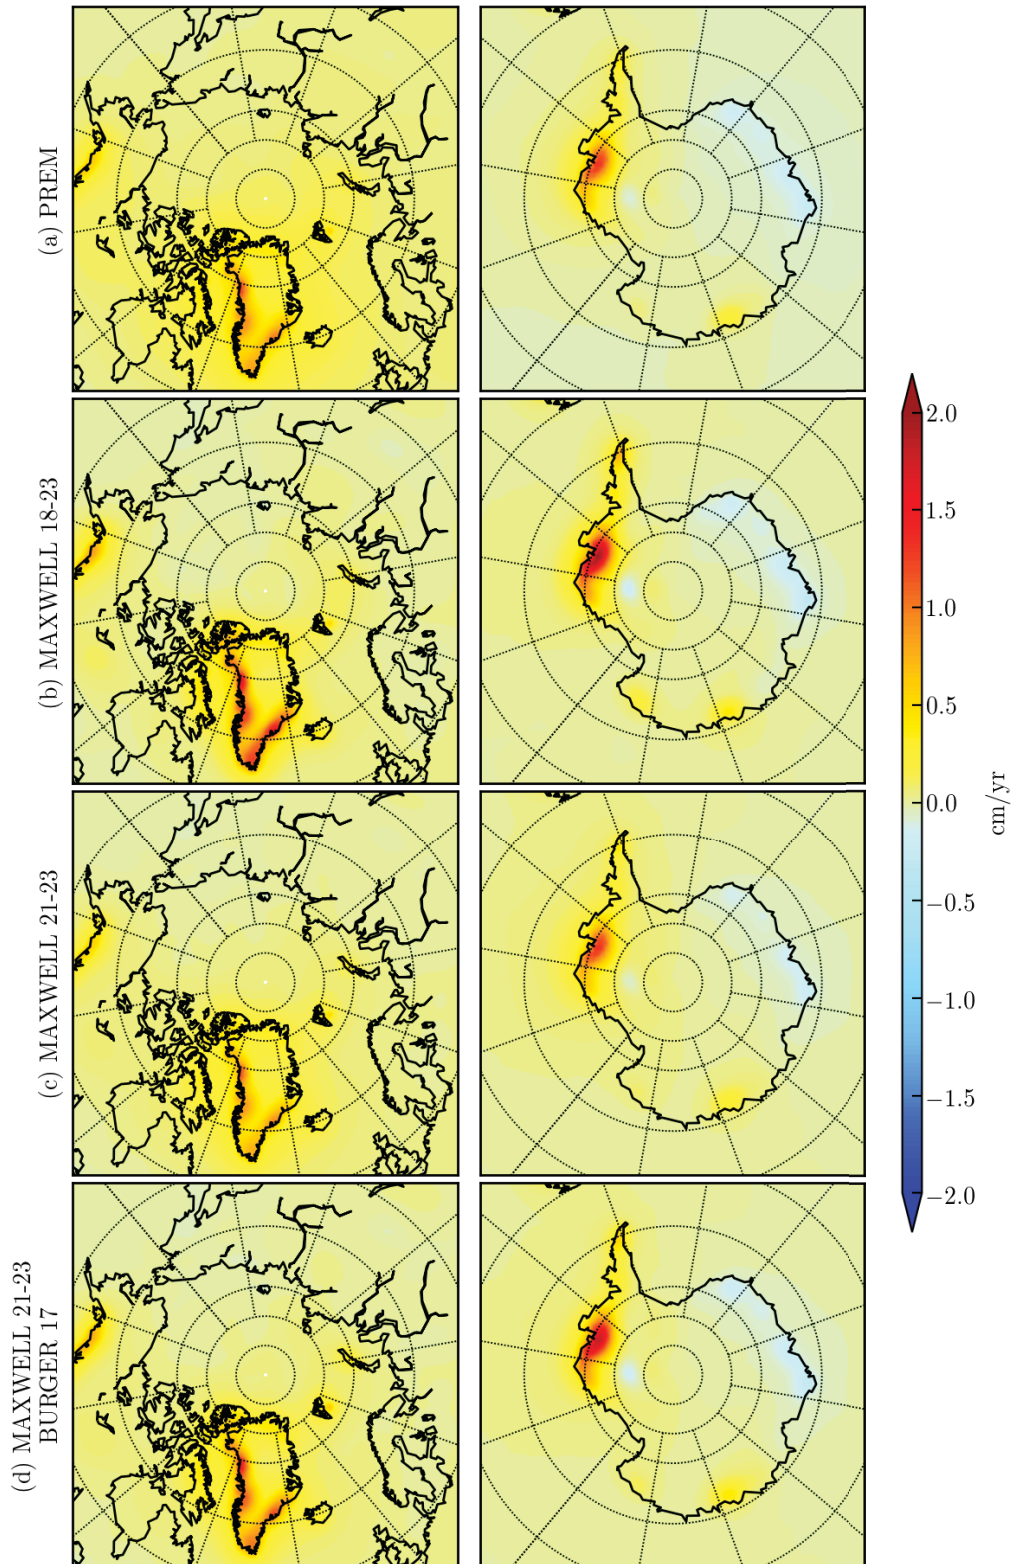 (a) PREM
(b) MAXWELL 18-23
(c) MAXWELL 21-23
(d) MAXWELL 21-23
BURGER 17
2.0
1.5
1.0
0.5
0.0
−0.5
−1.0
−1.5
−2.0
cm/yr